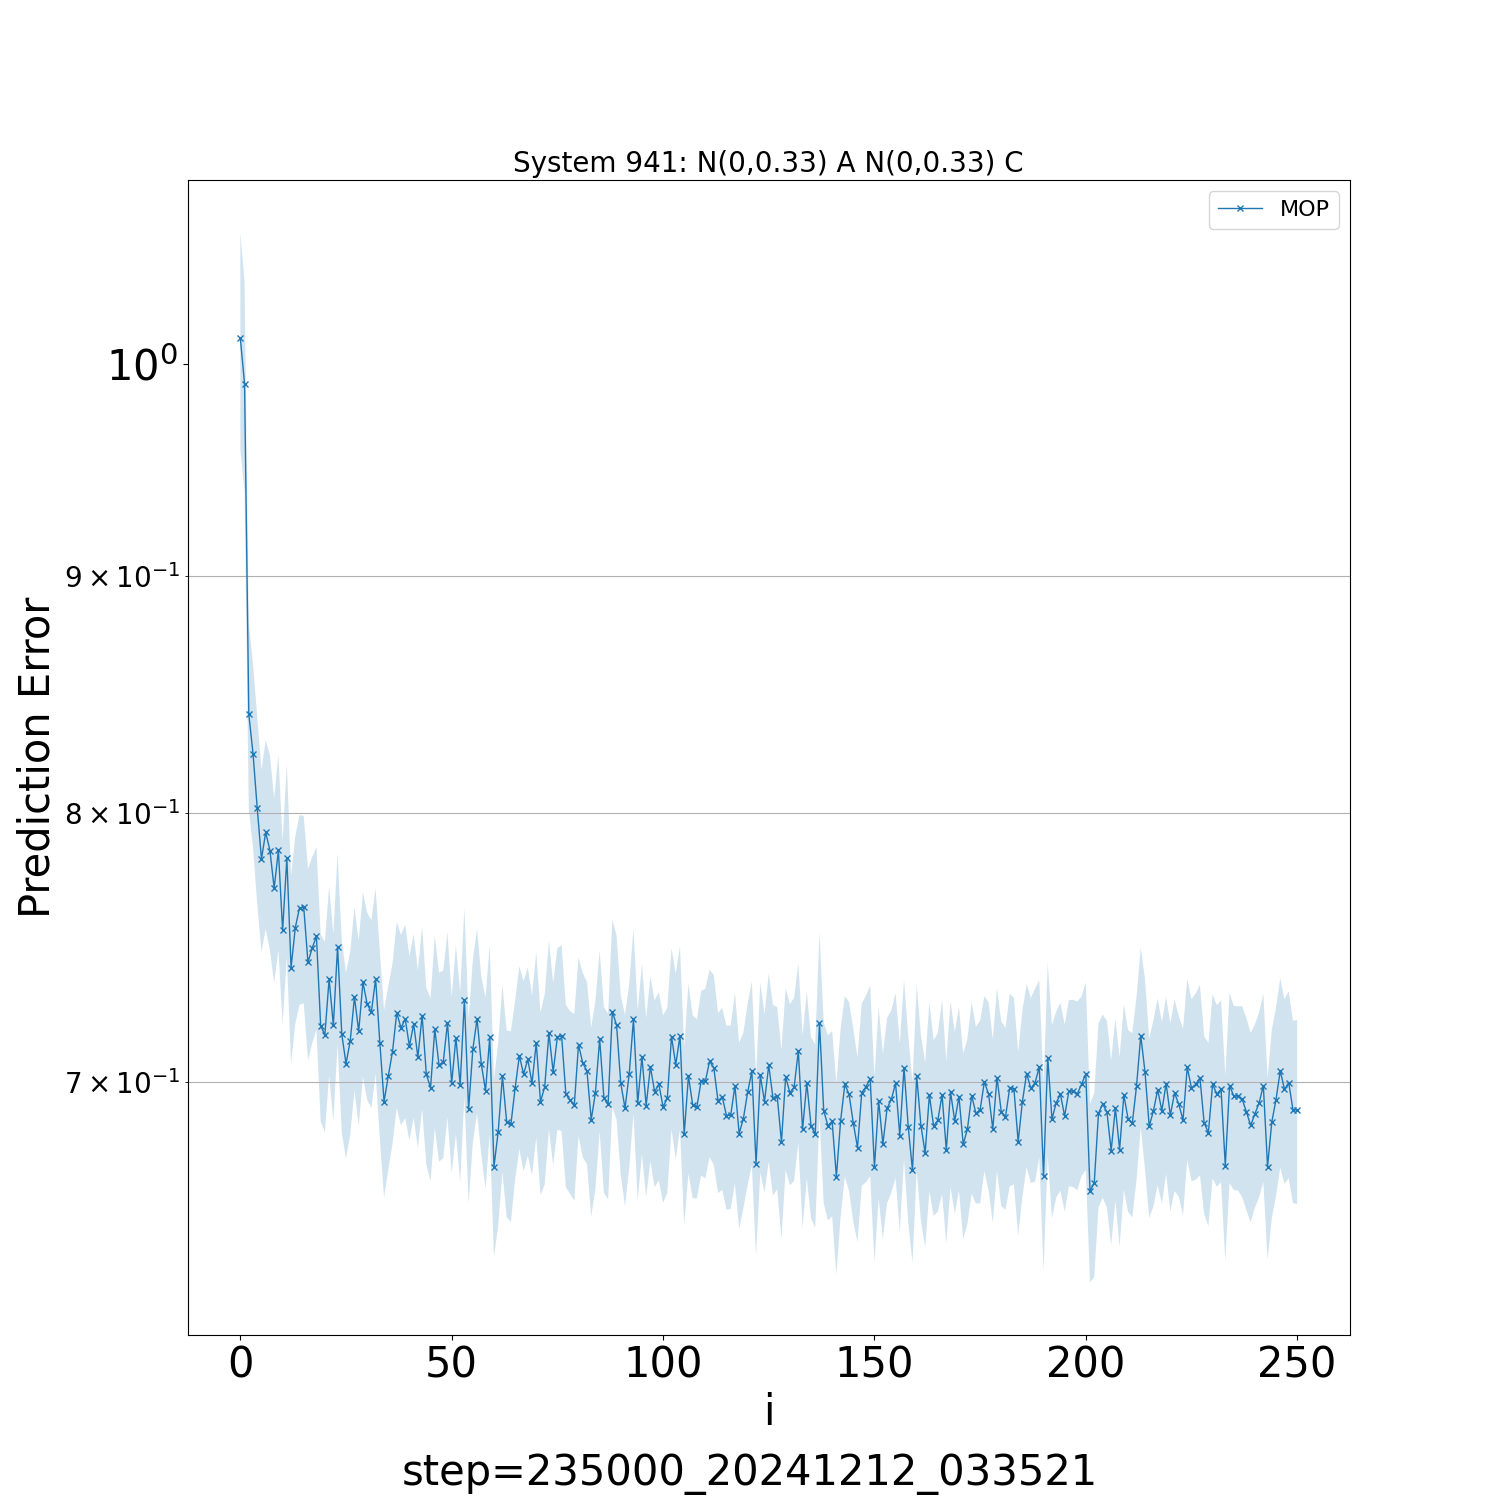 System 941: N(0,0.33) A N(0,0.33) C
MOP
10⁰
9 × 10⁻¹
8 × 10⁻¹
7 × 10⁻¹
Prediction Error
0 50 100 150 200 250
i
step=235000_20241212_033521